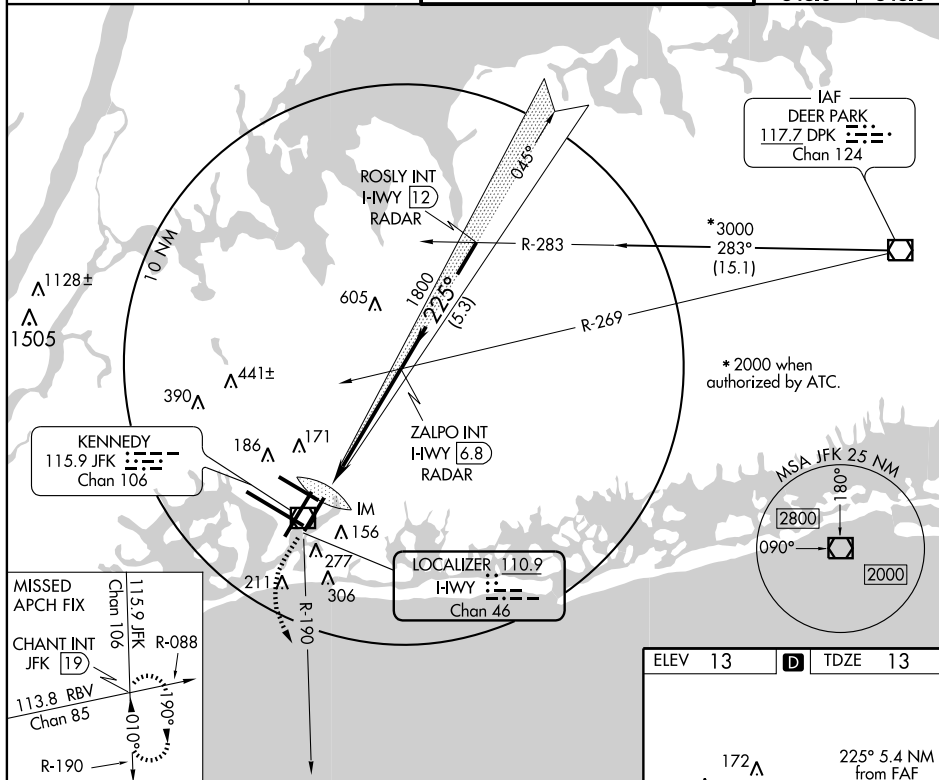 IAF
DEER PARK
117.7 DPK
Chan 124
ROSLY INT
I-IWY 12
RADAR
045°
10 NM
R-283
*3000
283°
(15.1)
1128±
1505
605
1800
225°
(5.3)
R-269
* 2000 when
authorized by ATC.
441±
390
KENNEDY
115.9 JFK
Chan 106
186
171
ZALPO INT
I-IWY 6.8
RADAR
IM
156
277
211
306
R-190
LOCALIZER 110.9
I-IWY
Chan 46
MSA JFK 25 NM
180°
2800
090°
2000
MISSED
APCH FIX
115.9 JFK
Chan 106
CHANT INT
JFK 19
R-088
113.8 RBV
Chan 85
190°
010°
R-190
ELEV 13 D TDZE 13
172
225° 5.4 NM
from FAF